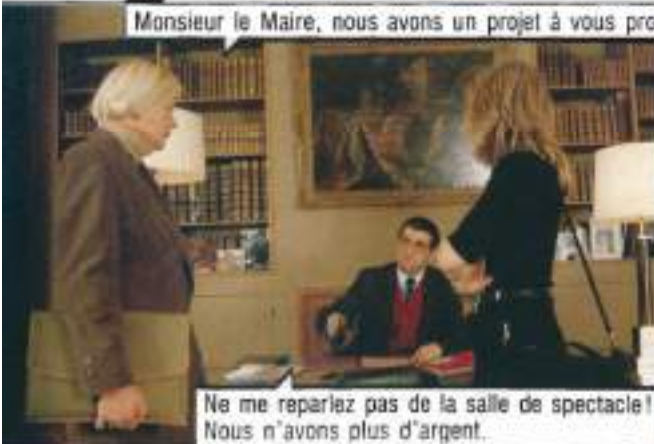 Monsieur le Maire, nous avons un projet à vous pro
Ne me reparlez pas de la salle de spectacle!
Nous n'avons plus d'argent.